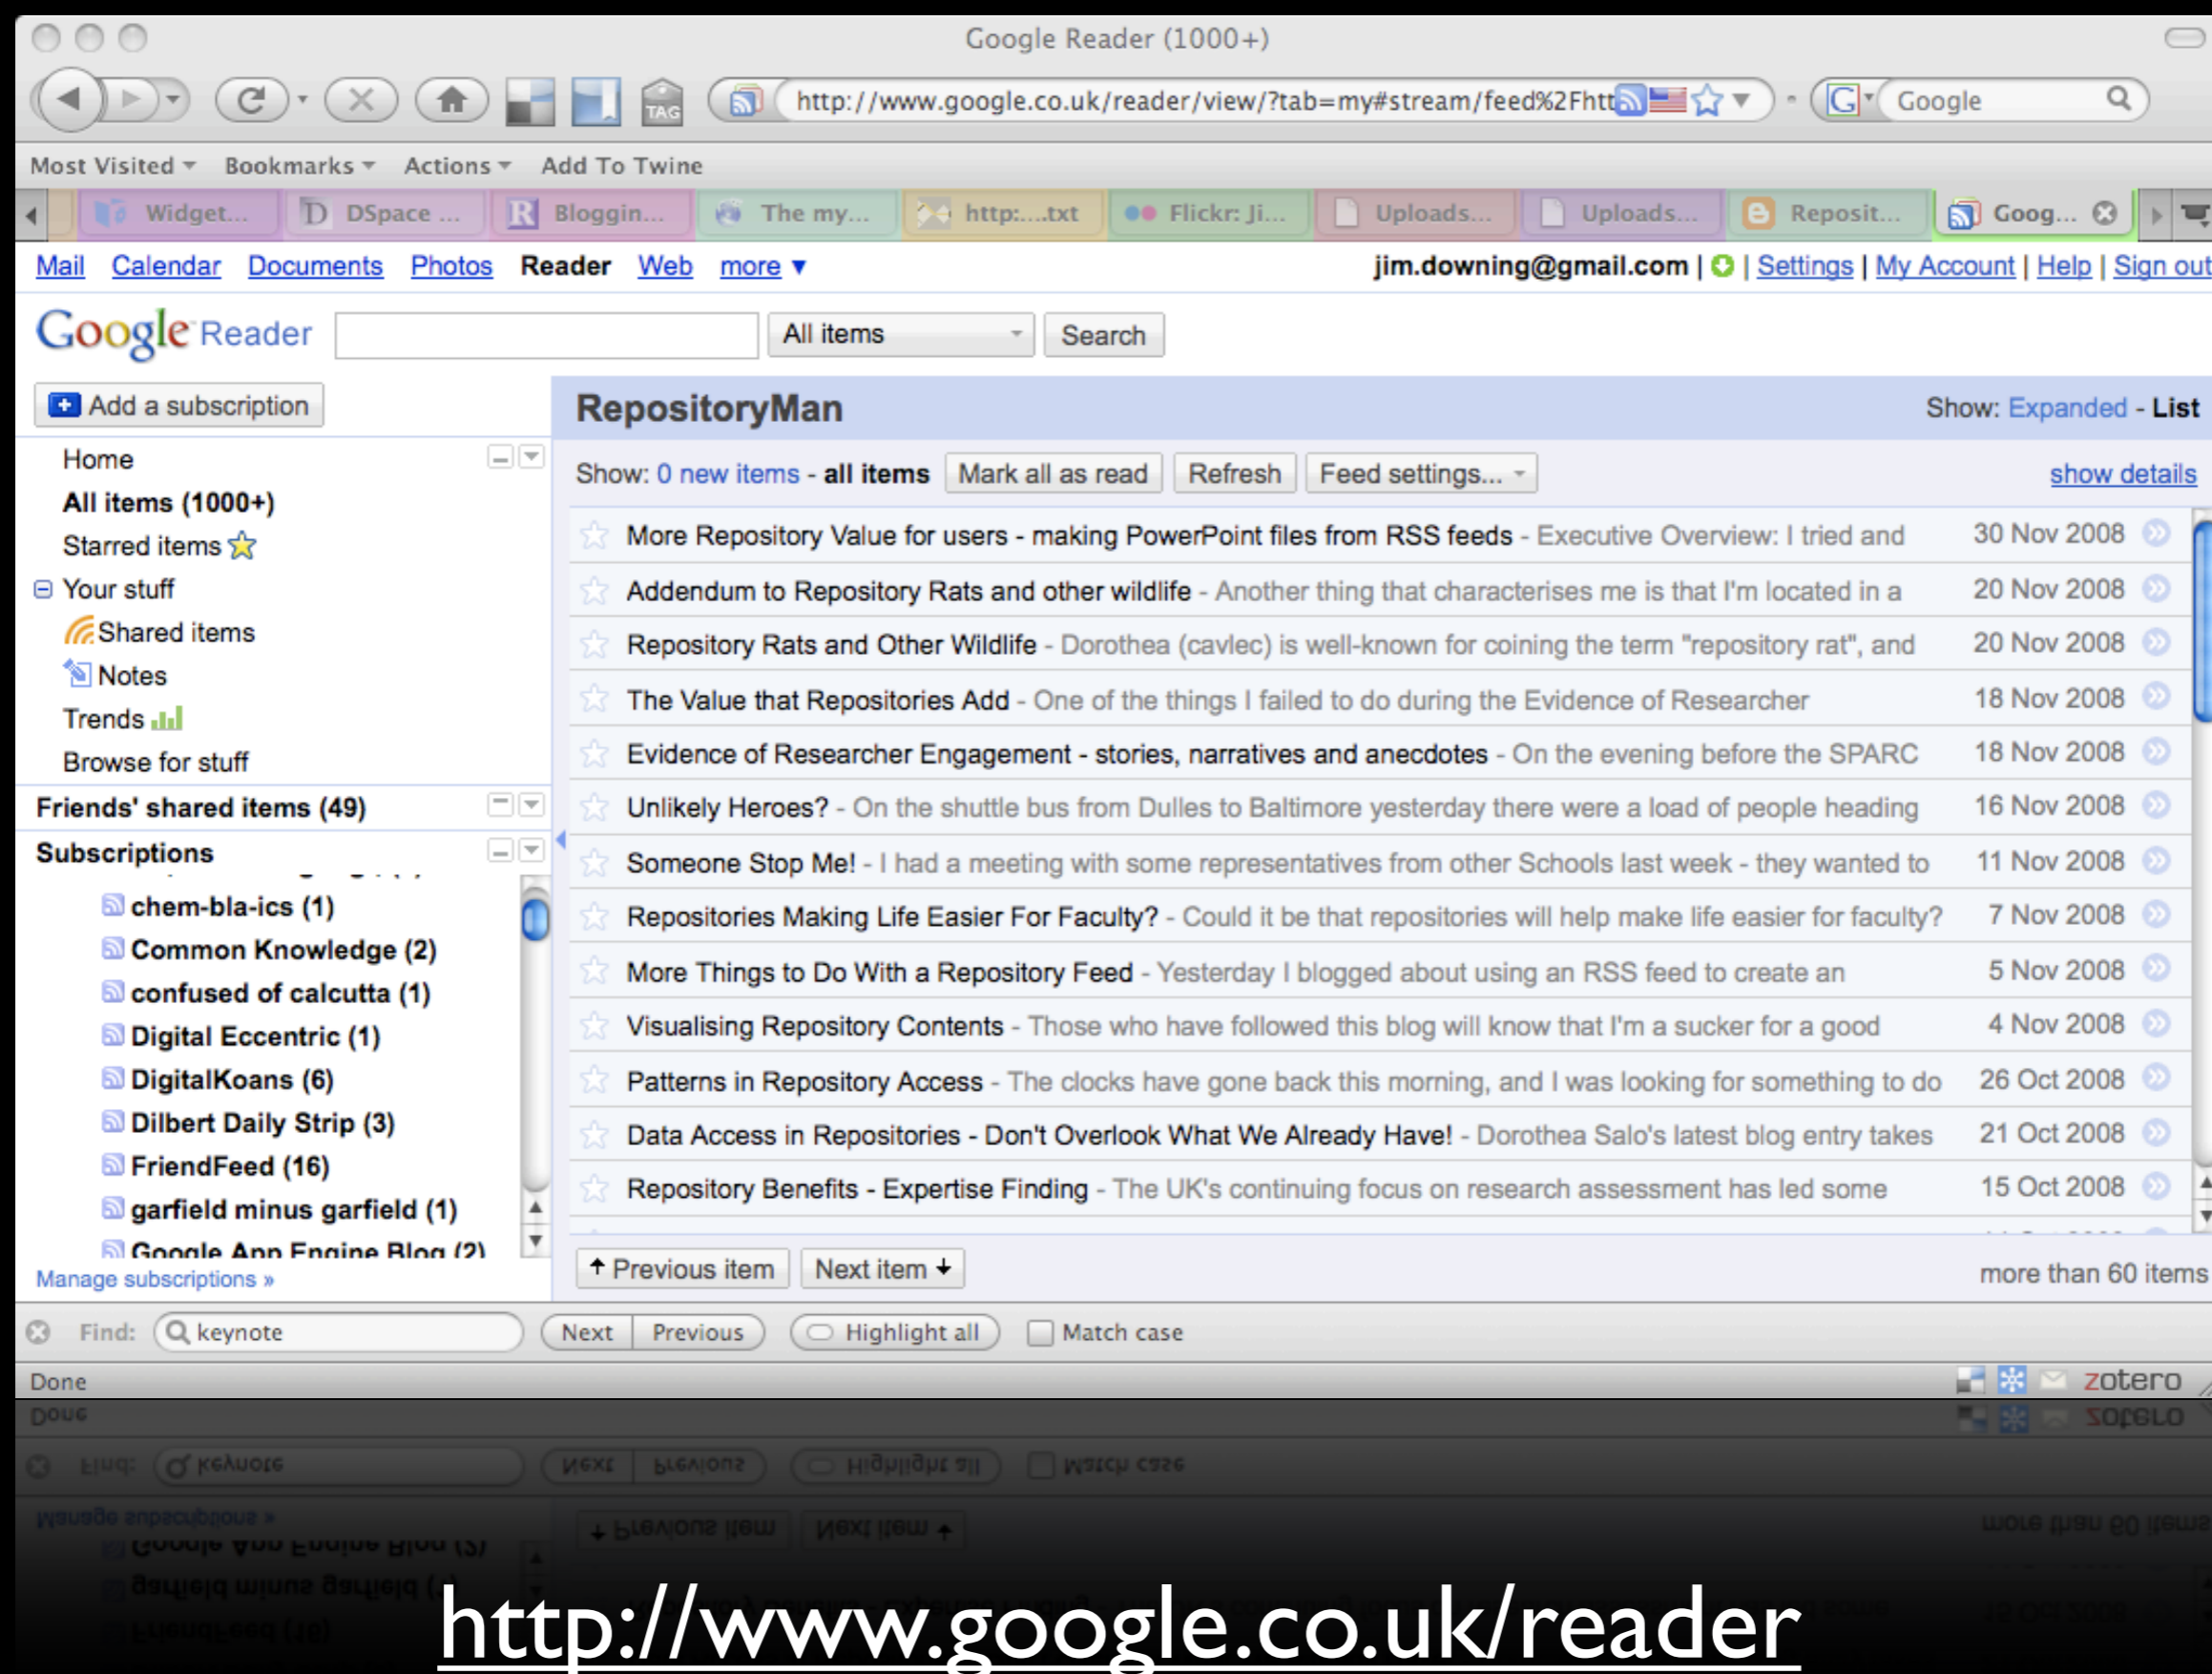 Google Reader (1000+)
TAG http://www.google.co.uk/reader/view/?tab=my#stream/feed%2Fhtt Google
Most Visited Bookmarks Actions Add To Twine
Widget... DSpace ... Bloggin... The my... http:....txt Flickr: Ji... Uploads... Uploads... Reposit... Goog...
Mail Calendar Documents Photos Reader Web more ▼ jim.downing@gmail.com | | Settings | My Account | Help | Sign out
Google Reader All items Search
Add a subscription
Home
All items (1000+)
Starred items
Your stuff
Shared items
Notes
Trends
Browse for stuff
Friends' shared items (49)
Subscriptions
chem-bla-ics (1)
Common Knowledge (2)
confused of calcutta (1)
Digital Eccentric (1)
DigitalKoans (6)
Dilbert Daily Strip (3)
FriendFeed (16)
garfield minus garfield (1)
Google App Engine Blog (2)
Manage subscriptions »
RepositoryMan Show: Expanded - List
Show: 0 new items - all items Mark all as read Refresh Feed settings... show details
More Repository Value for users - making PowerPoint files from RSS feeds - Executive Overview: I tried and 30 Nov 2008
Addendum to Repository Rats and other wildlife - Another thing that characterises me is that I'm located in a 20 Nov 2008
Repository Rats and Other Wildlife - Dorothea (cavlec) is well-known for coining the term "repository rat", and 20 Nov 2008
The Value that Repositories Add - One of the things I failed to do during the Evidence of Researcher 18 Nov 2008
Evidence of Researcher Engagement - stories, narratives and anecdotes - On the evening before the SPARC 18 Nov 2008
Unlikely Heroes? - On the shuttle bus from Dulles to Baltimore yesterday there were a load of people heading 16 Nov 2008
Someone Stop Me! - I had a meeting with some representatives from other Schools last week - they wanted to 11 Nov 2008
Repositories Making Life Easier For Faculty? - Could it be that repositories will help make life easier for faculty? 7 Nov 2008
More Things to Do With a Repository Feed - Yesterday I blogged about using an RSS feed to create an 5 Nov 2008
Visualising Repository Contents - Those who have followed this blog will know that I'm a sucker for a good 4 Nov 2008
Patterns in Repository Access - The clocks have gone back this morning, and I was looking for something to do 26 Oct 2008
Data Access in Repositories - Don't Overlook What We Already Have! - Dorothea Salo's latest blog entry takes 21 Oct 2008
Repository Benefits - Expertise Finding - The UK's continuing focus on research assessment has led some 15 Oct 2008
Previous item Next item more than 60 items
Find: keynote Next Previous Highlight all Match case
Done zotero
http://www.google.co.uk/reader